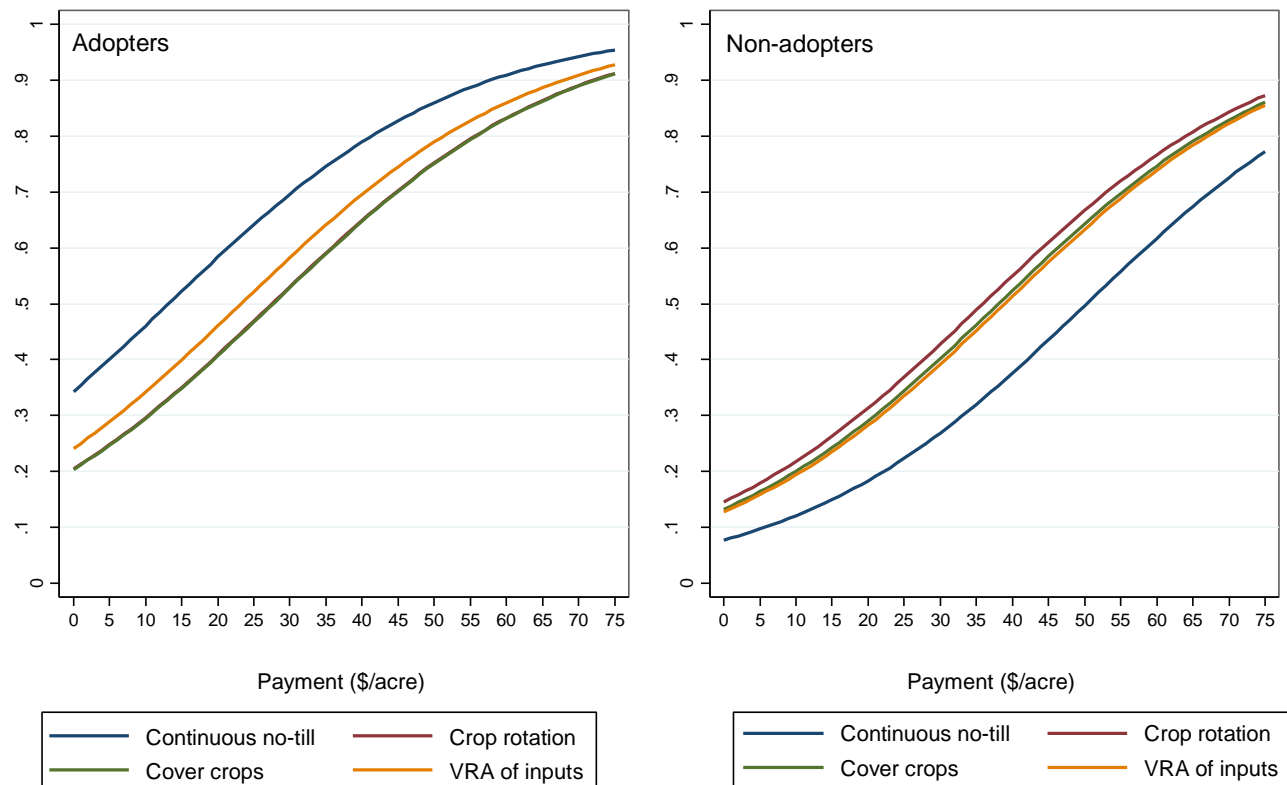 Adopters
1
.9
.8
.7
.6
.5
.4
.3
.2
.1
0
0 5 10 15 20 25 30 35 40 45 50 55 60 65 70 75
Payment ($/acre)
Continuous no-till Crop rotation
Cover crops VRA of inputs
Non-adopters
1
.9
.8
.7
.6
.5
.4
.3
.2
.1
0
0 5 10 15 20 25 30 35 40 45 50 55 60 65 70 75
Payment ($/acre)
Continuous no-till Crop rotation
Cover crops VRA of inputs